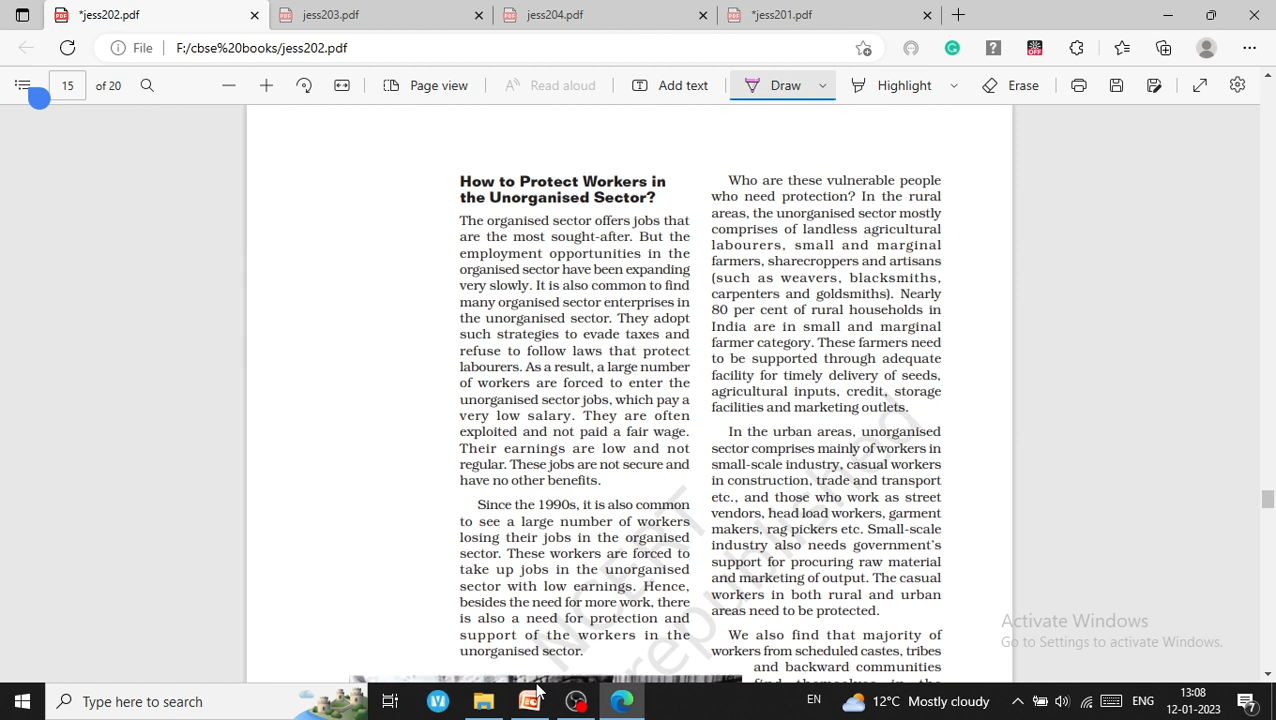 *jess202.pdf
jess203.pdf
jess204.pdf
*jess201.pdf
File
F:/cbse%20books/jess202.pdf
OFF
15
of 20
Page view
Read aloud
Add text
Draw
Highlight
Erase
How to Protect Workers in
the Unorganised Sector?
The organised sector offers jobs that
are the most sought-after. But the
employment opportunities in the
organised sector have been expanding
very slowly. It is also common to find
many organised sector enterprises in
the unorganised sector. They adopt
such strategies to evade taxes and
refuse to follow laws that protect
labourers. As a result, a large number
of workers are forced to enter the
unorganised sector jobs, which pay a
very low salary. They are often
exploited and not paid a fair wage.
Their earnings are low and not
regular. These jobs are not secure and
have no other benefits.
Since the 1990s, it is also common
to see a large number of workers
losing their jobs in the organised
sector. These workers are forced to
take up jobs in the unorganised
sector with low earnings. Hence,
besides the need for more work, there
is also a need for protection and
support of the workers in the
unorganised sector.
Who are these vulnerable people
who need protection? In the rural
areas, the unorganised sector mostly
comprises of landless agricultural
labourers, small and marginal
farmers, sharecroppers and artisans
(such as weavers, blacksmiths,
carpenters and goldsmiths). Nearly
80 per cent of rural households in
India are in small and marginal
farmer category. These farmers need
to be supported through adequate
facility for timely delivery of seeds,
agricultural inputs, credit, storage
facilities and marketing outlets.
In the urban areas, unorganised
sector comprises mainly of workers in
small-scale industry, casual workers
in construction, trade and transport
etc., and those who work as street
vendors, head load workers, garment
makers, rag pickers etc. Small-scale
industry also needs government's
support for procuring raw material
and marketing of output. The casual
workers in both rural and urban
areas need to be protected.
We also find that majority of
workers from scheduled castes, tribes
and backward communities
find themselves in the
NCERT
republished
Activate Windows
Go to Settings to activate Windows.
Type here to search
EN
12°C Mostly cloudy
ENG
13:08
12-01-2023
7